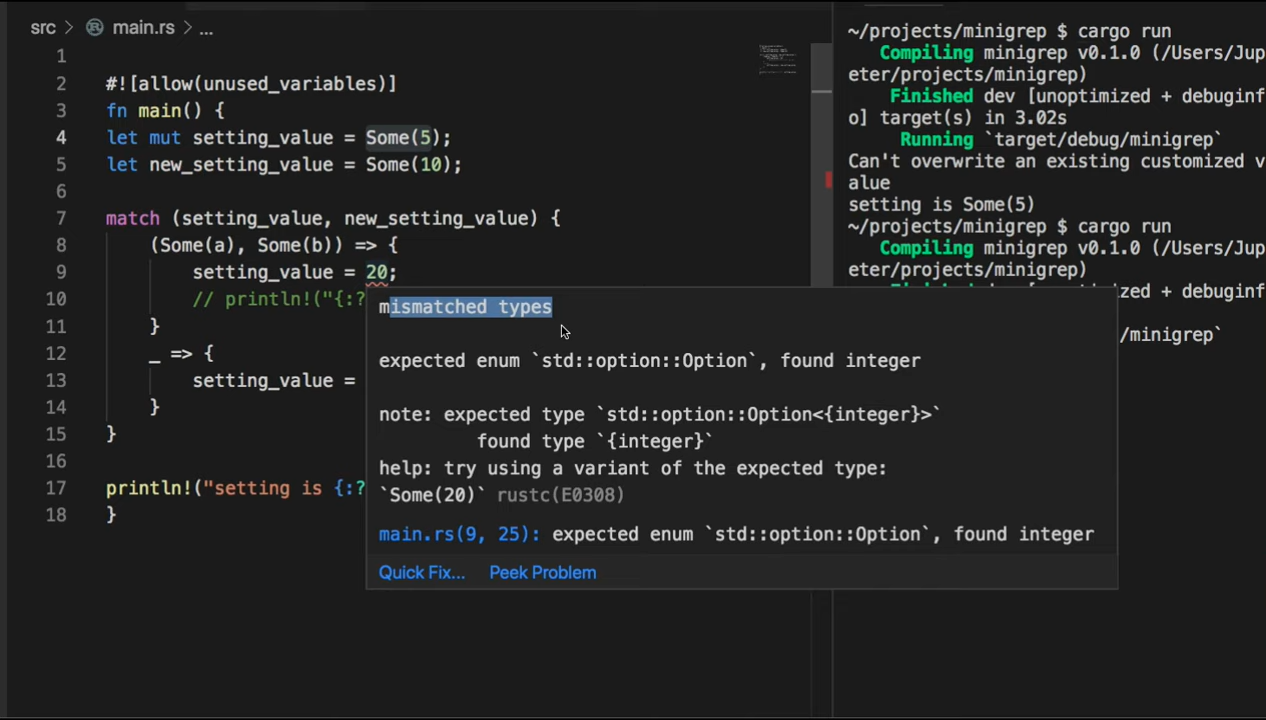 src > main.rs > ...
1
2 #![allow(unused_variables)]
3 fn main() {
4 let mut setting_value = Some(5);
5 let new_setting_value = Some(10);
6
7 match (setting_value, new_setting_value) {
8 (Some(a), Some(b)) => {
9 setting_value = 20;
10 // println!("{:?
11 }
12 _ => {
13 setting_value =
14 }
15 }
16
17 println!("setting is {:?
18 }
mismatched types
expected enum `std::option::Option`, found integer
note: expected type `std::option::Option<{integer}>`
found type `{integer}`
help: try using a variant of the expected type:
`Some(20)` rustc(E0308)
main.rs(9, 25): expected enum `std::option::Option`, found integer
Quick Fix... Peek Problem
~/projects/minigrep $ cargo run
Compiling minigrep v0.1.0 (/Users/Jup
eter/projects/minigrep)
Finished dev [unoptimized + debuginf
o] target(s) in 3.02s
Running `target/debug/minigrep`
Can't overwrite an existing customized v
alue
setting is Some(5)
~/projects/minigrep $ cargo run
Compiling minigrep v0.1.0 (/Users/Jup
eter/projects/minigrep)
zed + debuginf
/minigrep`